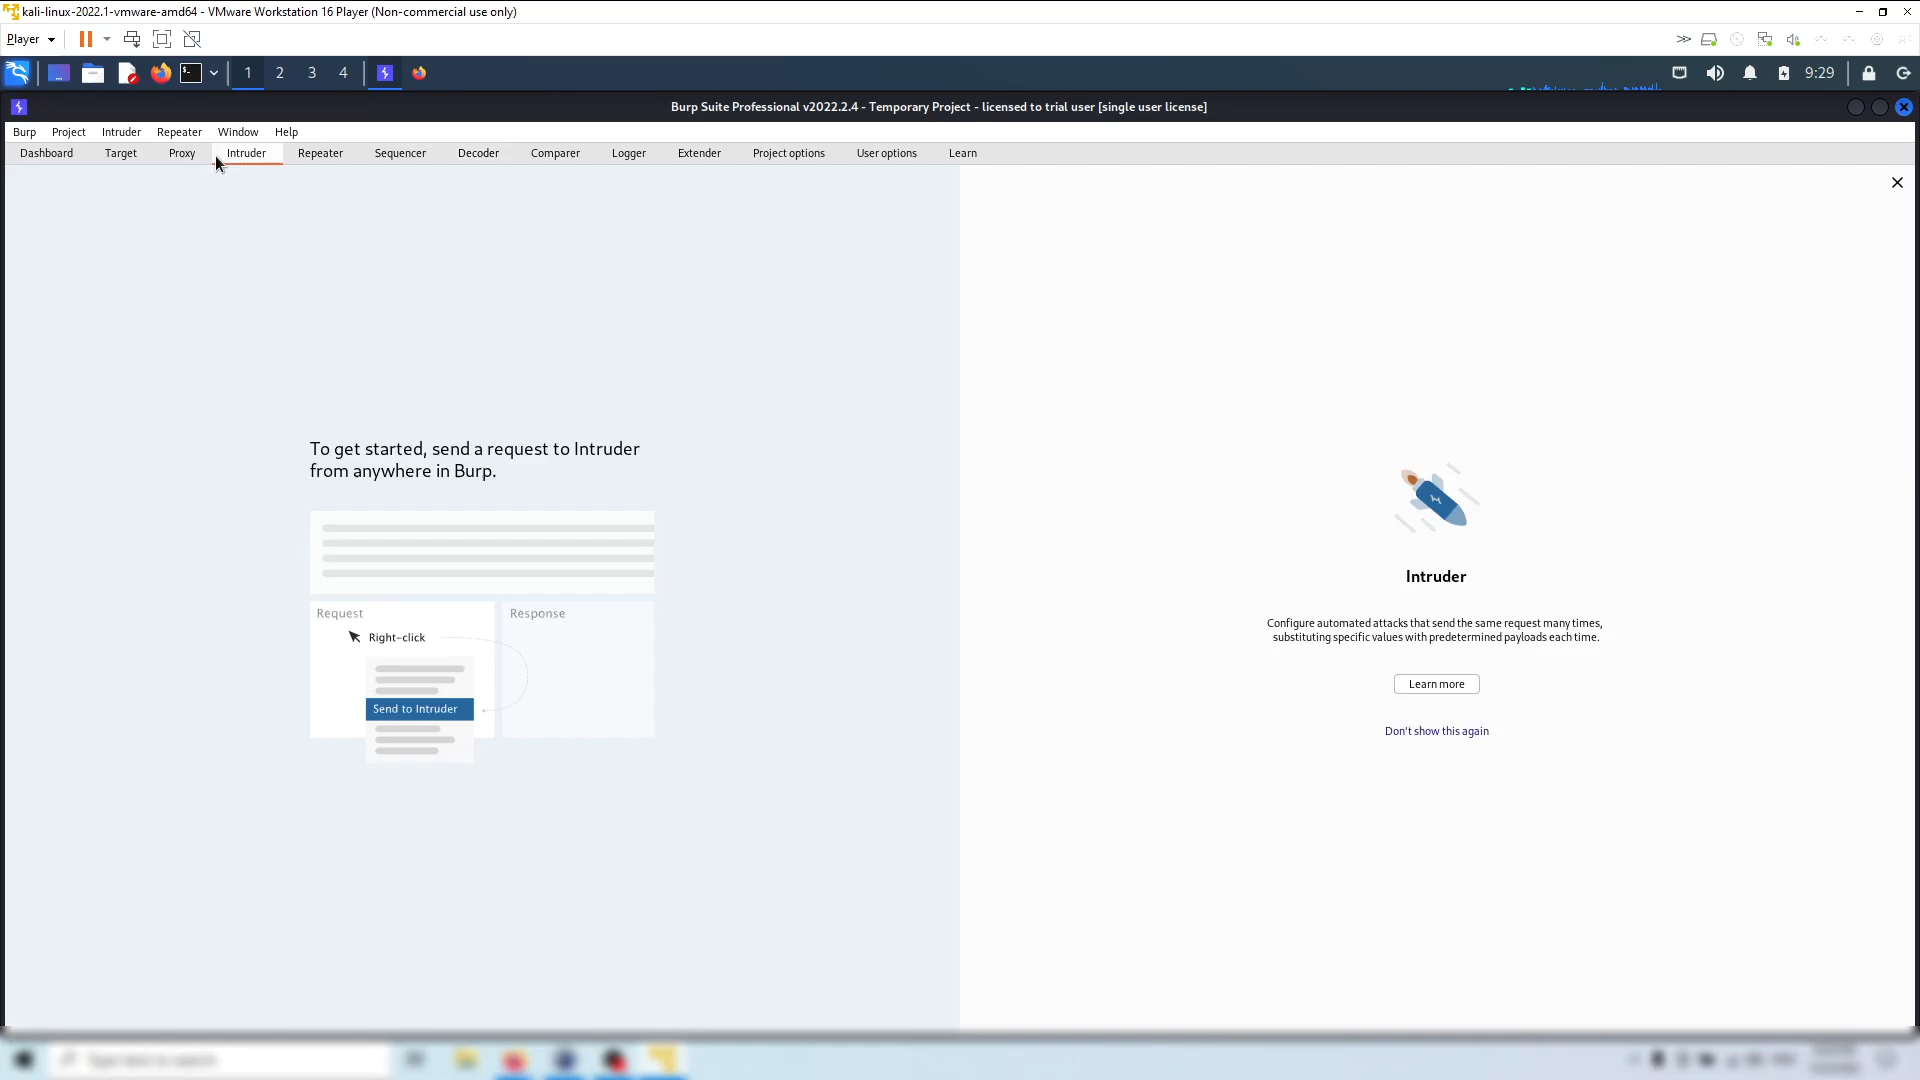 kali-linux-2022.1-vmware-amd64 - VMware Workstation 16 Player (Non-commercial use only)
Player
1 2 3 4 9:29
Burp Suite Professional v2022.2.4 - Temporary Project - licensed to trial user [single user license]
Burp Project Intruder Repeater Window Help
Dashboard Target Proxy Intruder Repeater Sequencer Decoder Comparer Logger Extender Project options User options Learn
To get started, send a request to Intruder
from anywhere in Burp.
Request Response
Right-click
Send to Intruder
Intruder
Configure automated attacks that send the same request many times,
substituting specific values with predetermined payloads each time.
Learn more
Don't show this again
Type here to search